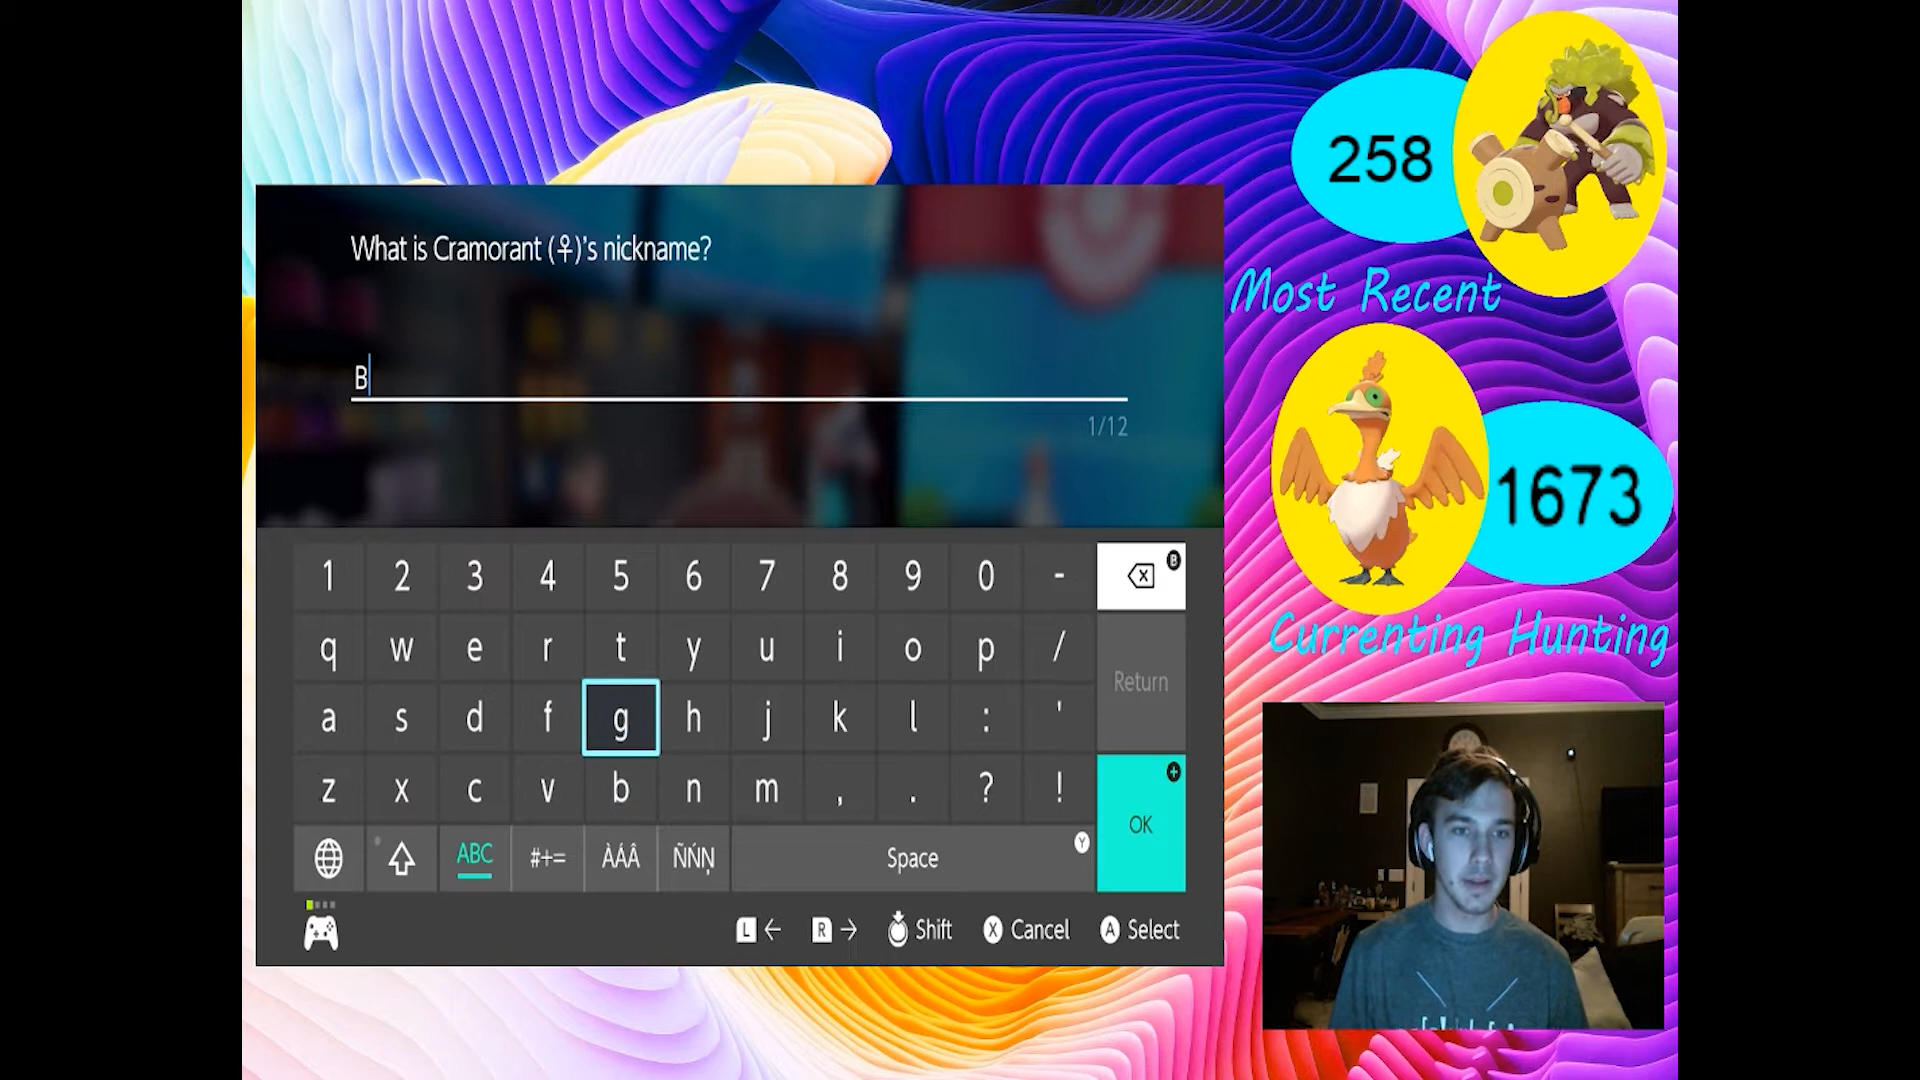 258
Most Recent
What is Cramorant (♀)'s nickname?
B
1/12
1673
Currenting Hunting
1 2 3 4 5 6 7 8 9 0 - B
q w e r t y u i o p / Return
a s d f g h j k l : '
z x c v b n m , . ? ! + OK
ABC #+= ÀÁÂ ÑŃṆ Space Y
L ← R → Shift X Cancel A Select